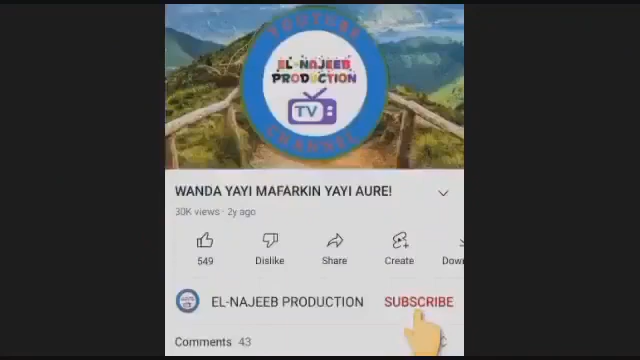 YOUTUBE
EL-NAJEEB
PRODUCTION
TV
CHANNEL
WANDA YAYI MAFARKIN YAYI AURE!
30K views · 2y ago
549 Dislike Share Create Down
EL-NAJEEB PRODUCTION SUBSCRIBE
Comments 43